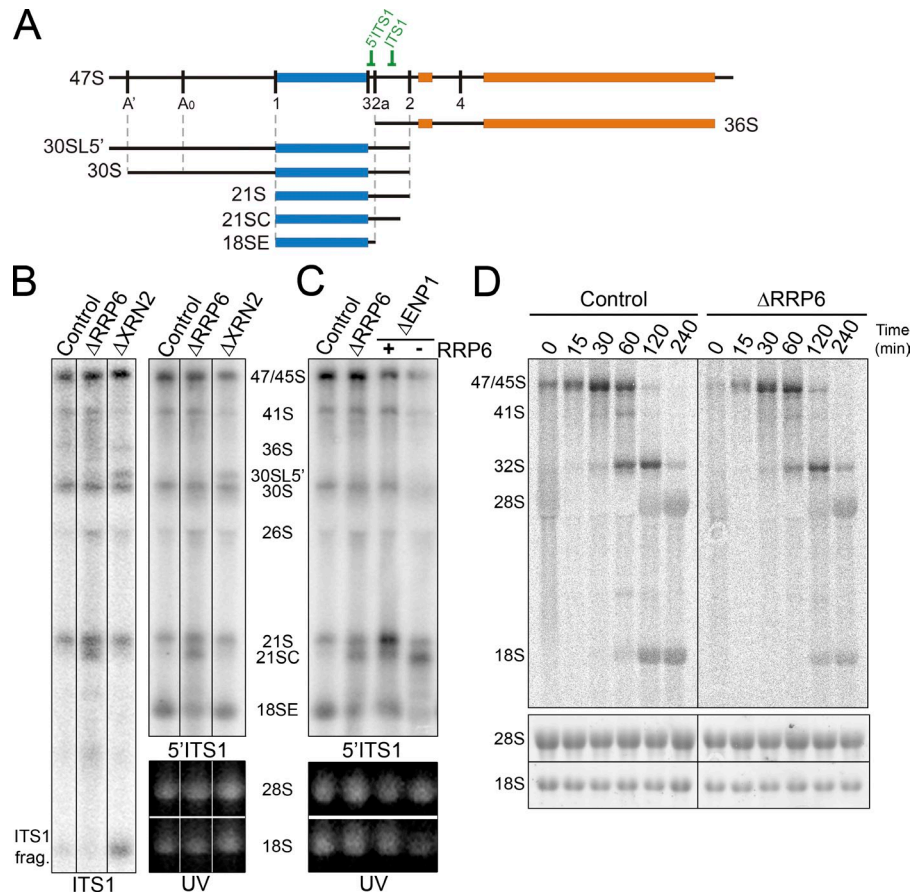 A
5'ITS1 ITS1
47S
A' A0 1 3 2a 2 4
36S
30SL5'
30S
21S
21SC
18SE
B
Control ΔRRP6 ΔXRN2
Control ΔRRP6 ΔXRN2
C
Control ΔRRP6 ΔENP1
+ - RRP6
47/45S
41S
36S
30SL5'
30S
26S
21S
21SC
18SE
5'ITS1
5'ITS1
28S
18S
ITS1 frag.
ITS1
UV
UV
D
Control ΔRRP6
0 15 30 60 120 240 0 15 30 60 120 240 Time (min)
47/45S
41S
32S
28S
18S
28S
18S